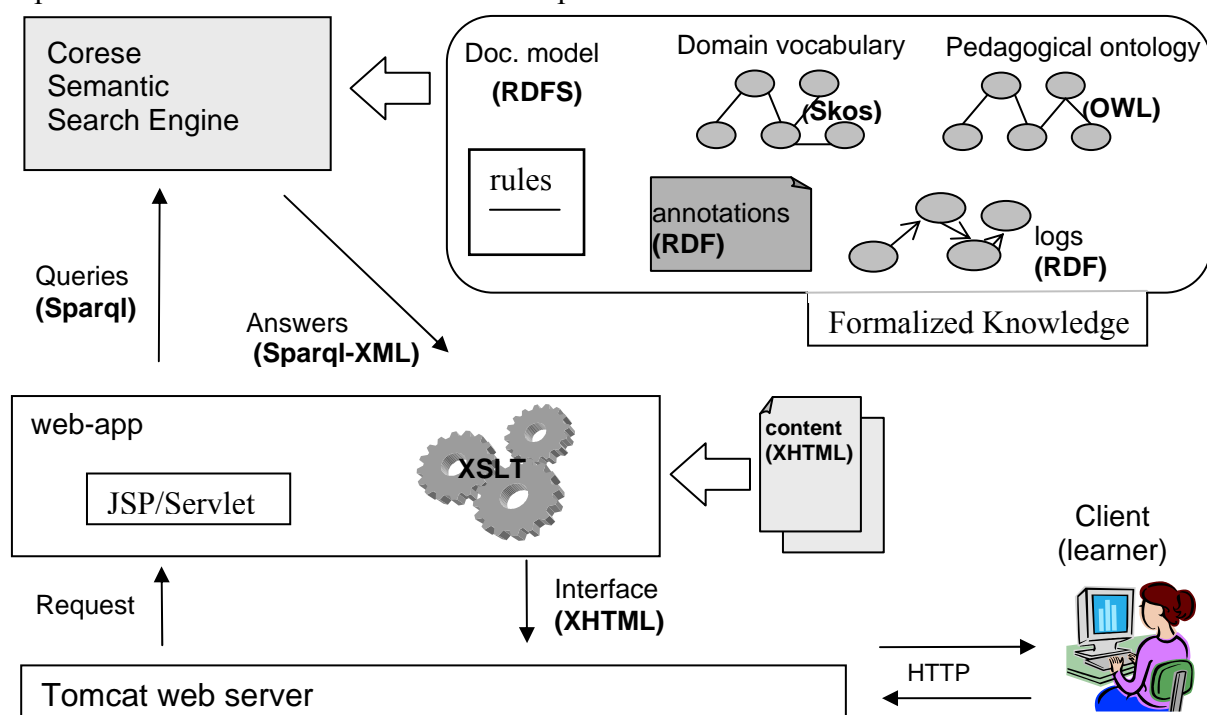 Corese
Semantic
Search Engine
Doc. model
(RDFS)
Domain vocabulary
(Skos)
Pedagogical ontology
(OWL)
rules
annotations
(RDF)
logs
(RDF)
Formalized Knowledge
Queries
(Sparql)
Answers
(Sparql-XML)
web-app
JSP/Servlet
XSLT
content
(XHTML)
Client
(learner)
Request
Interface
(XHTML)
HTTP
Tomcat web server